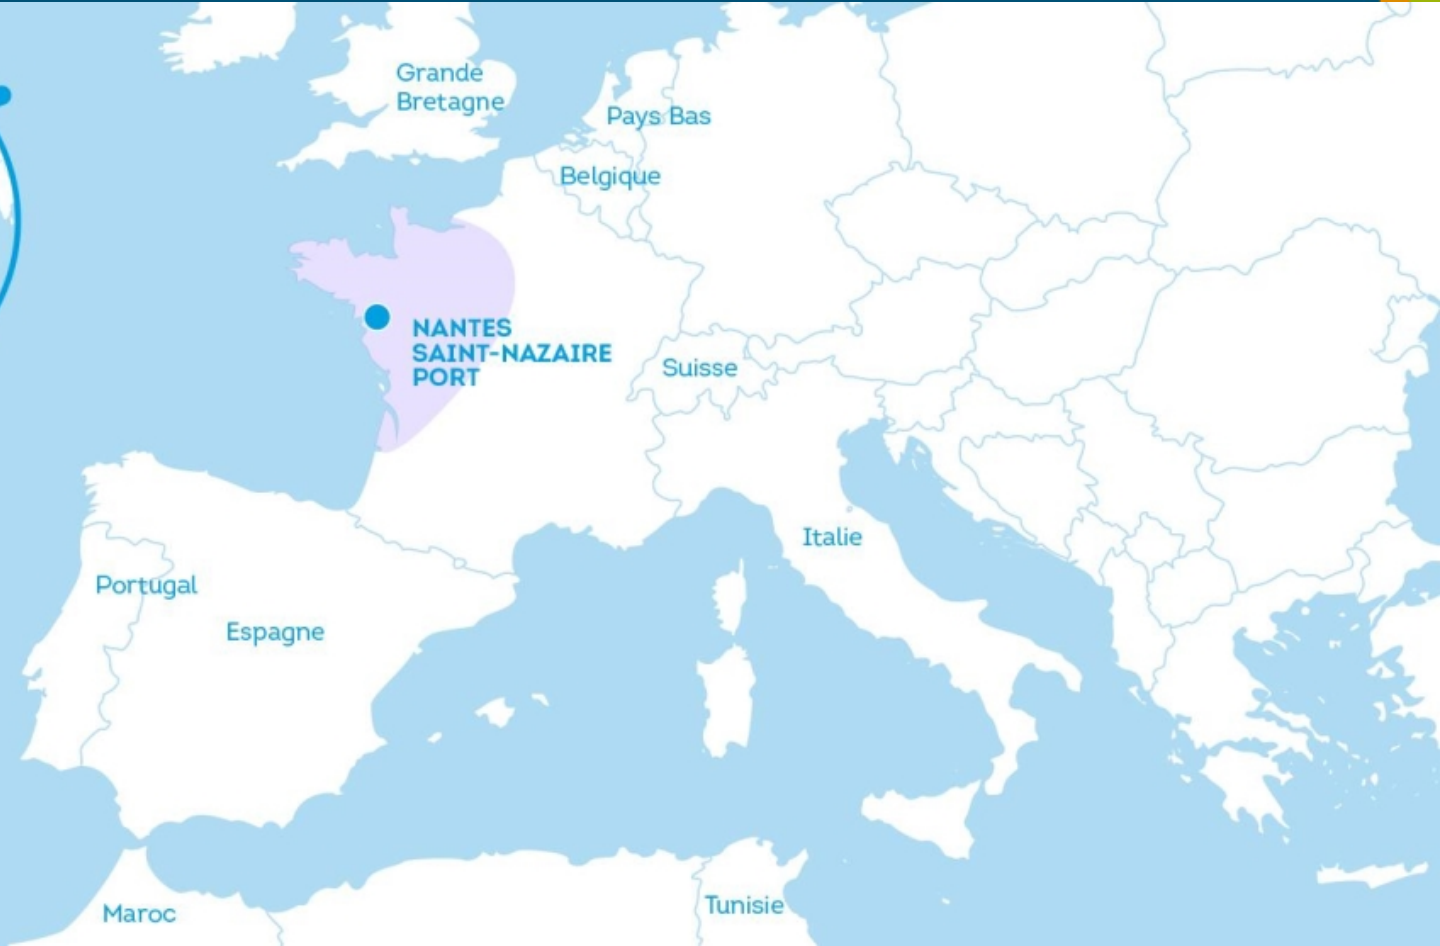 Grande
Bretagne
Pays Bas
Belgique
NANTES
SAINT-NAZAIRE
PORT
Suisse
Italie
Portugal
Espagne
Maroc
Tunisie